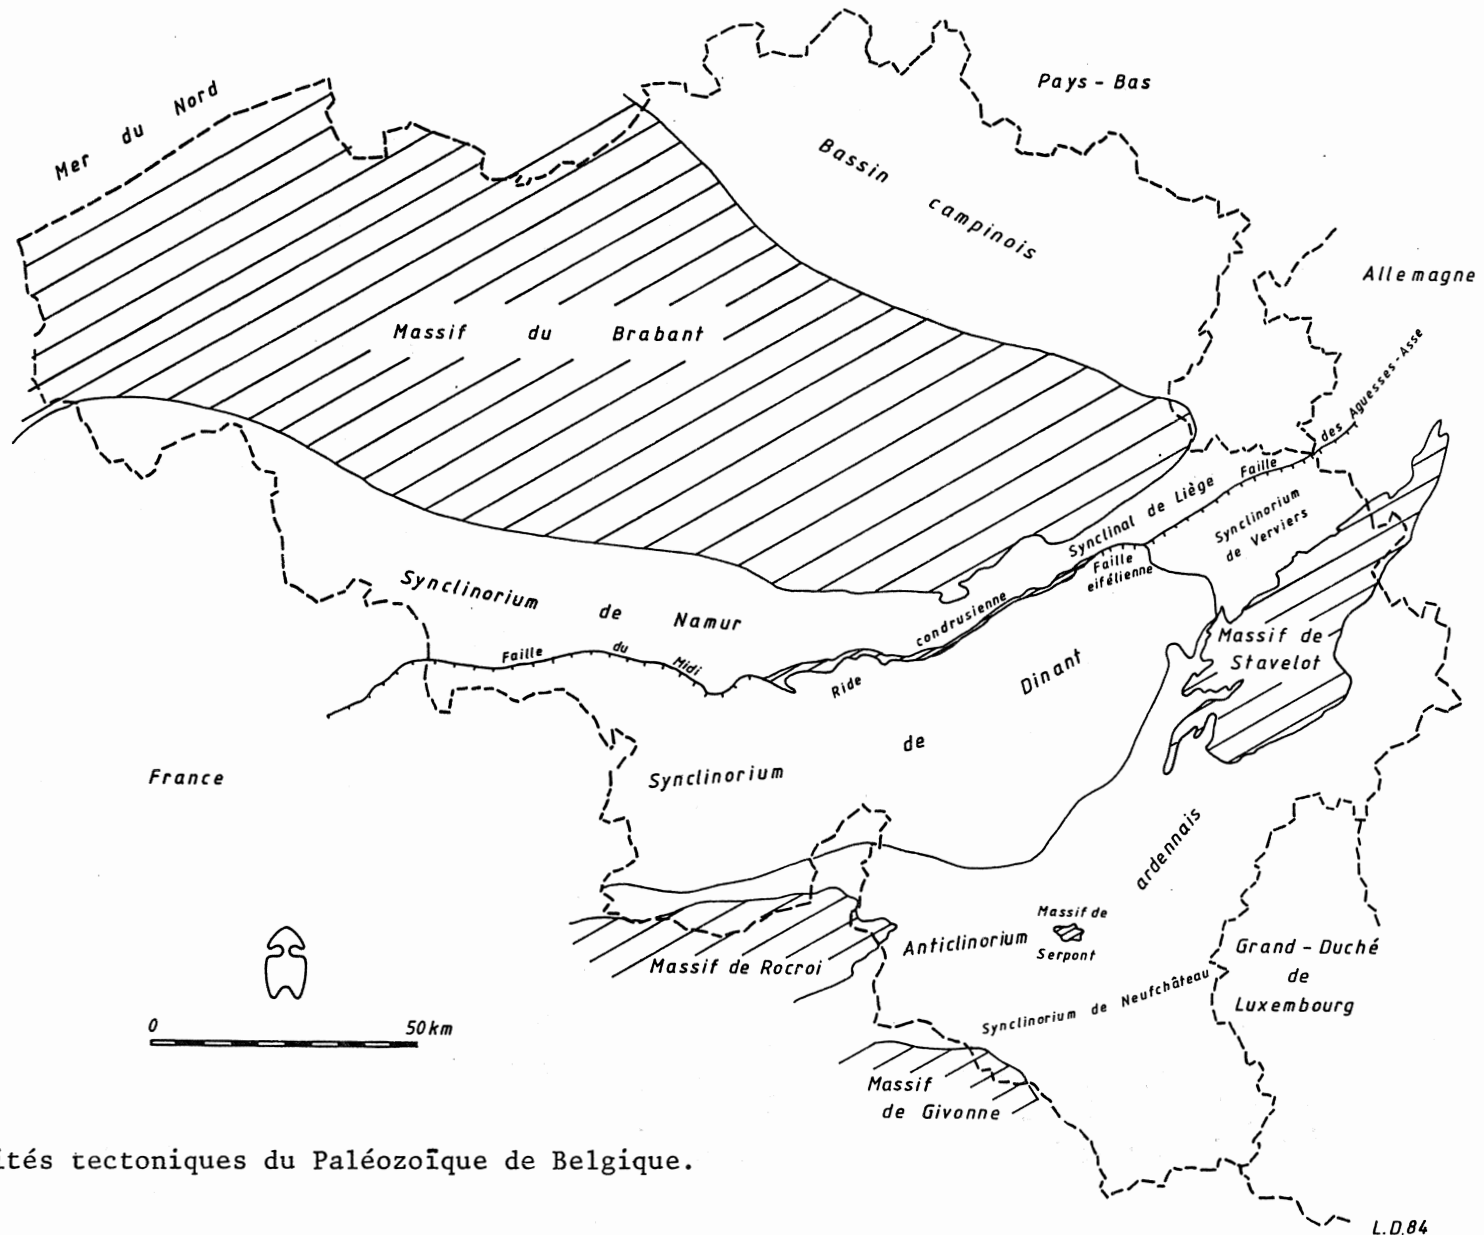 Mer du Nord
Pays-Bas
Bassin
campinois
Allemagne
Massif du Brabant
Faille des Aguesses-Asse
Synclinal de Liège
Synclinorium
de Verviers
Faille
eifélienne
Synclinorium de Namur
Ride condrusienne
Faille du Midi
Massif de
Stavelot
Synclinorium de Dinant
France
Anticlinorium ardennais
Massif de
Serpont
Massif de Rocroi
Grand-Duché
de
Luxembourg
Synclinorium de Neufchâteau
0 50 km
Massif
de Givonne
ités tectoniques du Paléozoïque de Belgique.
L.D.84